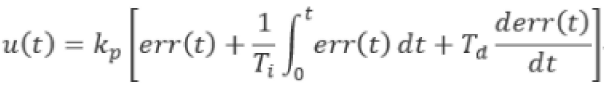 u(t) = k_p [ err(t) + \frac{1}{T_i} \int_0^t err(t) dt + T_d \frac{derr(t)}{dt} ]